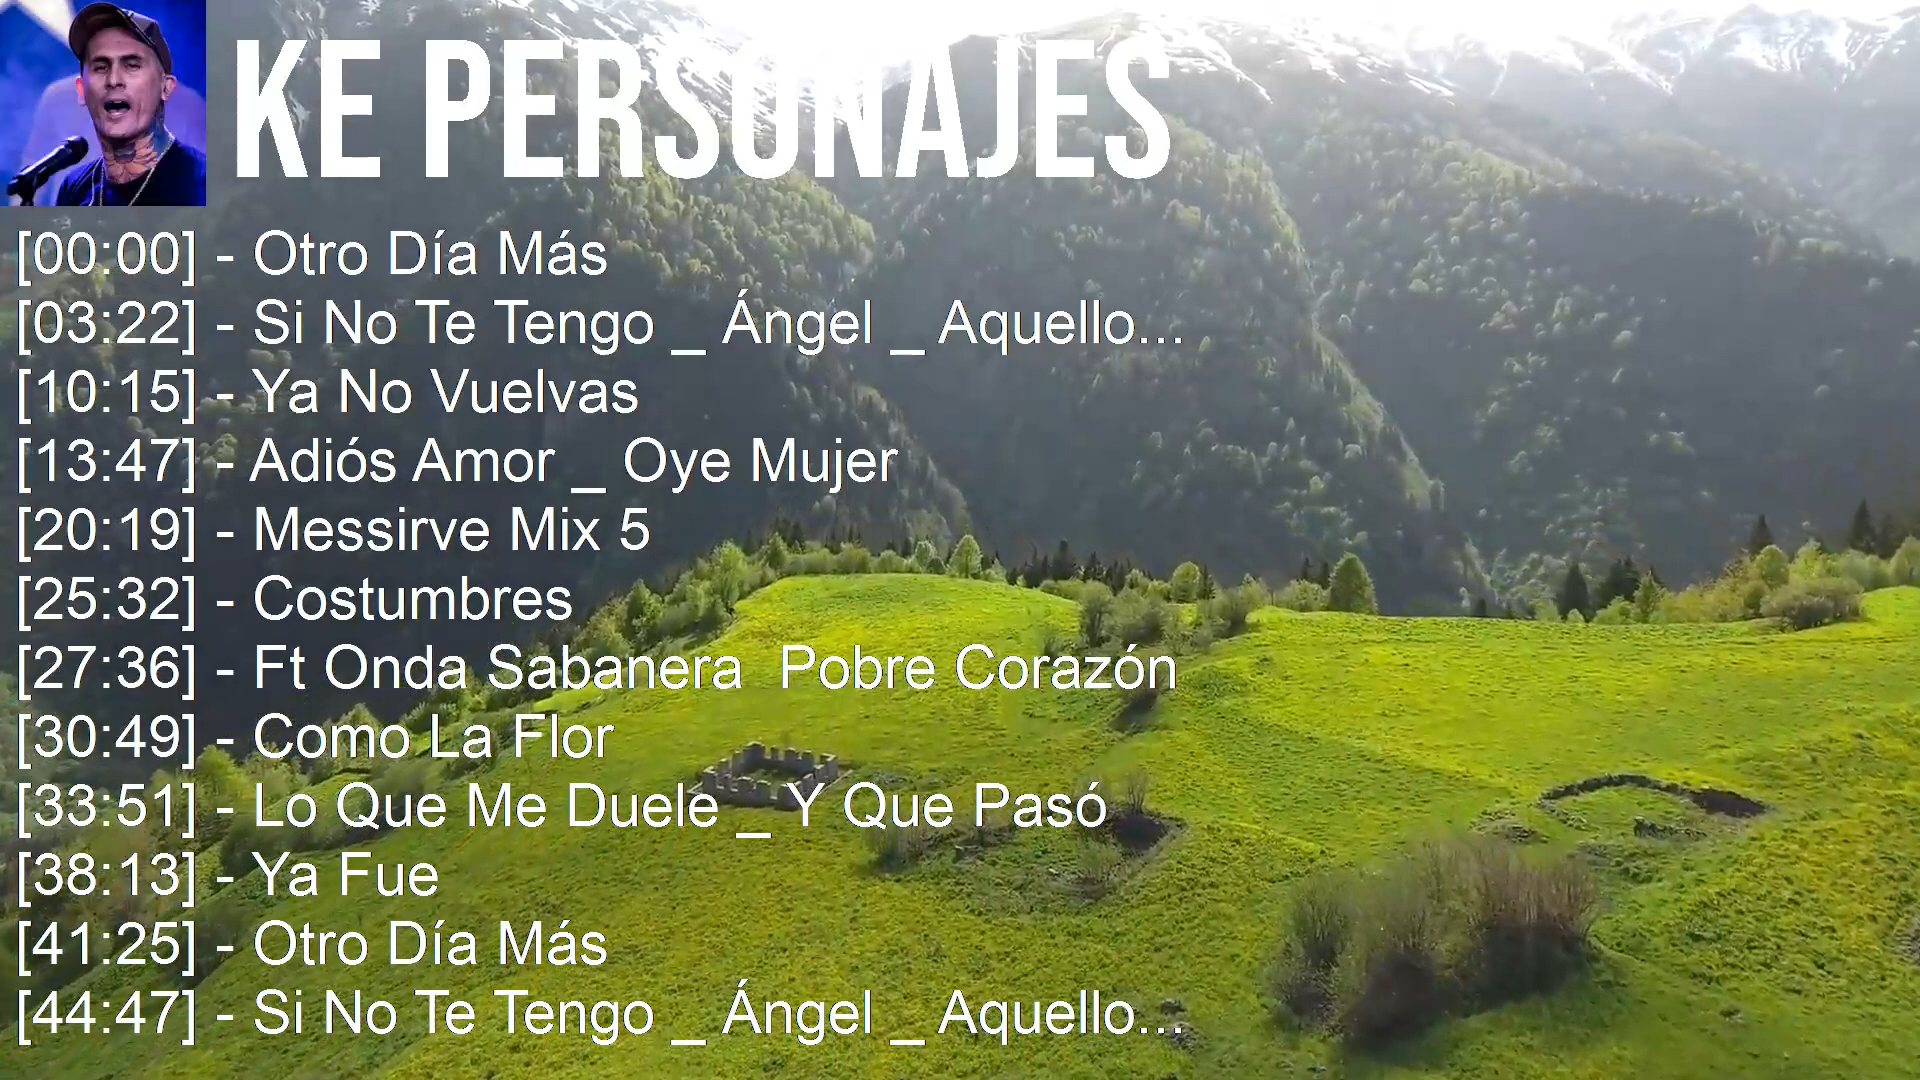 KE PERSONAJES
[00:00] - Otro Día Más
[03:22] - Si No Te Tengo _ Ángel _ Aquello...
[10:15] - Ya No Vuelvas
[13:47] - Adiós Amor _ Oye Mujer
[20:19] - Messirve Mix 5
[25:32] - Costumbres
[27:36] - Ft Onda Sabanera  Pobre Corazón
[30:49] - Como La Flor
[33:51] - Lo Que Me Duele _ Y Que Pasó
[38:13] - Ya Fue
[41:25] - Otro Día Más
[44:47] - Si No Te Tengo _ Ángel _ Aquello...